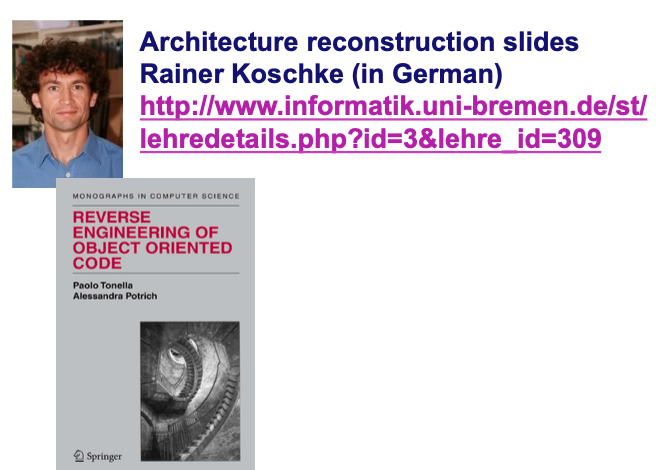 Architecture reconstruction slides
Rainer Koschke (in German)
http://www.informatik.uni-bremen.de/st/
lehredetails.php?id=3&lehre_id=309
MONOGRAPHS IN COMPUTER SCIENCE
REVERSE
ENGINEERING OF
OBJECT ORIENTED
CODE
Paolo Tonella
Alessandra Potrich
Springer